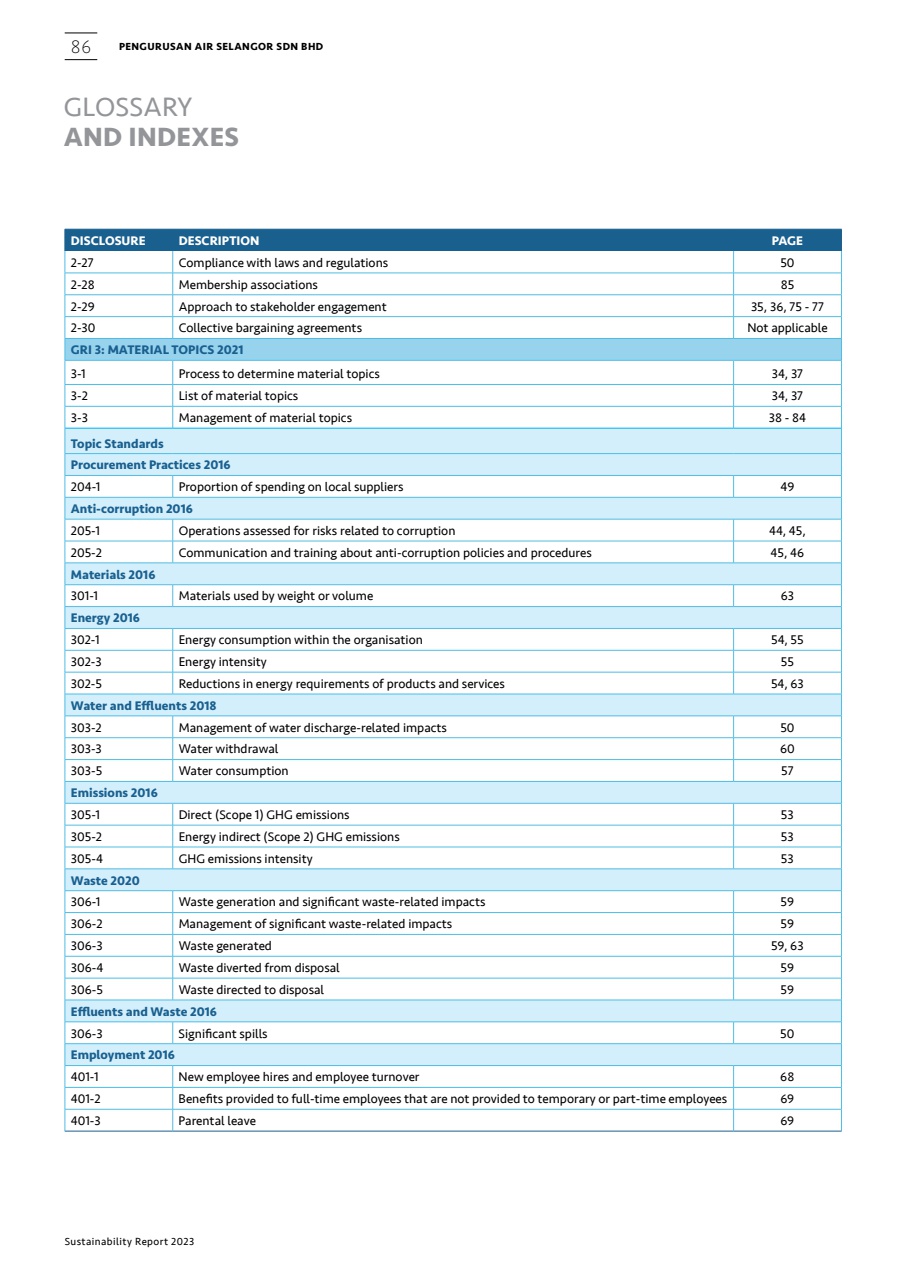 86
PENGURUSAN AIR SELANGOR SDN BHD
GLOSSARY
AND INDEXES
DISCLOSURE DESCRIPTION PAGE
2-27 Compliance with laws and regulations 50
2-28 Membership associations 85
2-29 Approach to stakeholder engagement 35, 36, 75 - 77
2-30 Collective bargaining agreements Not applicable
GRI 3: MATERIAL TOPICS 2021
3-1 Process to determine material topics 34, 37
3-2 List of material topics 34, 37
3-3 Management of material topics 38 - 84
Topic Standards
Procurement Practices 2016
204-1 Proportion of spending on local suppliers 49
Anti-corruption 2016
205-1 Operations assessed for risks related to corruption 44, 45,
205-2 Communication and training about anti-corruption policies and procedures 45, 46
Materials 2016
301-1 Materials used by weight or volume 63
Energy 2016
302-1 Energy consumption within the organisation 54, 55
302-3 Energy intensity 55
302-5 Reductions in energy requirements of products and services 54, 63
Water and Effluents 2018
303-2 Management of water discharge-related impacts 50
303-3 Water withdrawal 60
303-5 Water consumption 57
Emissions 2016
305-1 Direct (Scope 1) GHG emissions 53
305-2 Energy indirect (Scope 2) GHG emissions 53
305-4 GHG emissions intensity 53
Waste 2020
306-1 Waste generation and significant waste-related impacts 59
306-2 Management of significant waste-related impacts 59
306-3 Waste generated 59, 63
306-4 Waste diverted from disposal 59
306-5 Waste directed to disposal 59
Effluents and Waste 2016
306-3 Significant spills 50
Employment 2016
401-1 New employee hires and employee turnover 68
401-2 Benefits provided to full-time employees that are not provided to temporary or part-time employees 69
401-3 Parental leave 69
Sustainability Report 2023